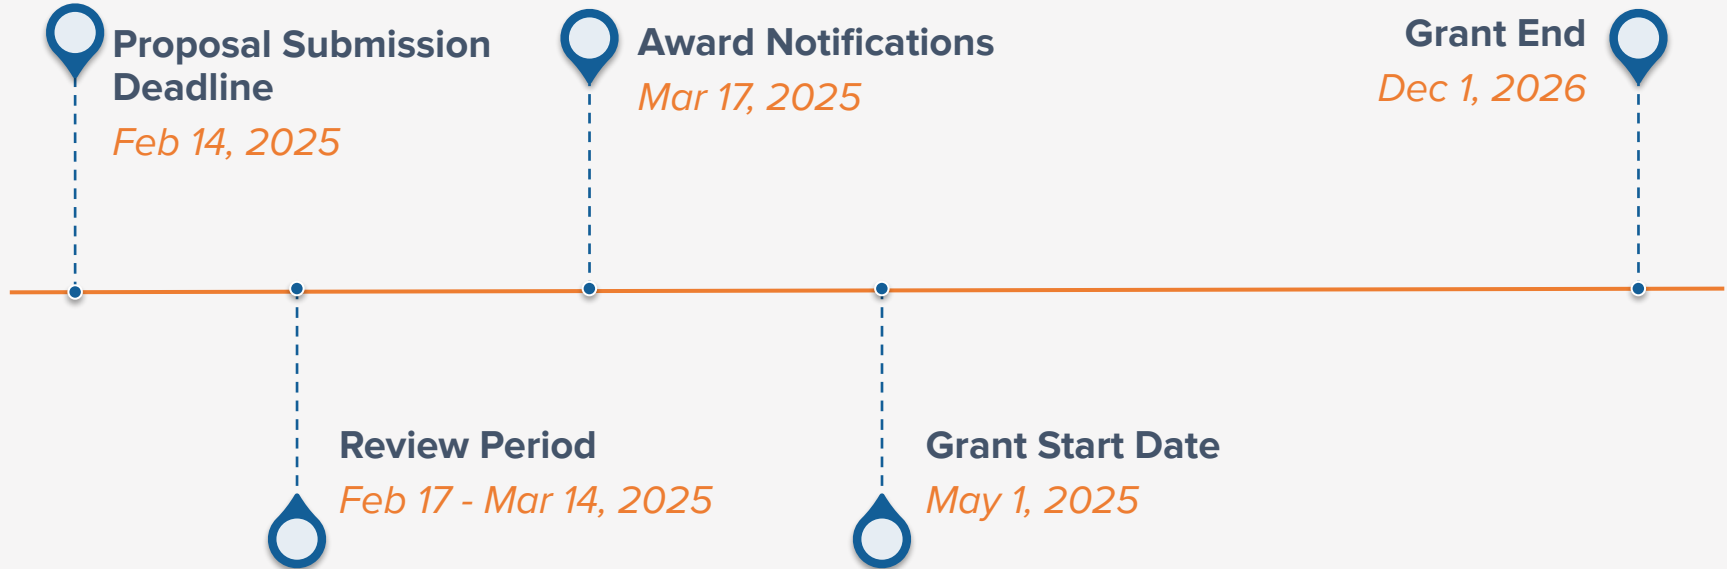 Proposal Submission
Deadline
Feb 14, 2025
Award Notifications
Mar 17, 2025
Grant End
Dec 1, 2026
Review Period
Feb 17 - Mar 14, 2025
Grant Start Date
May 1, 2025